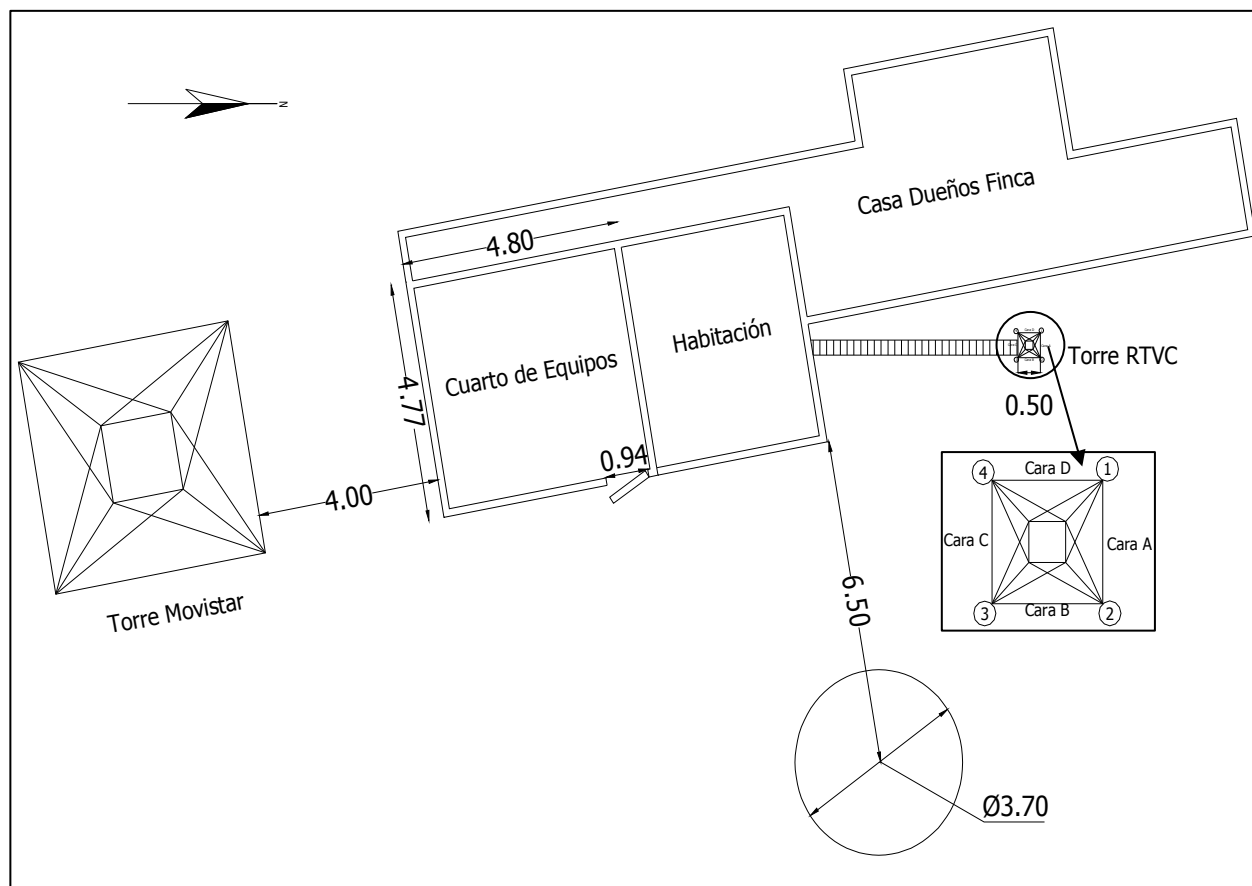 N
Casa Dueños Finca
4.80
Habitación
Cuarto de Equipos
Torre RTVC
0.50
4.77
0.94
4.00
Cara D
4
1
Cara C
Cara A
3
Cara B
2
6.50
Torre Movistar
Ø3.70